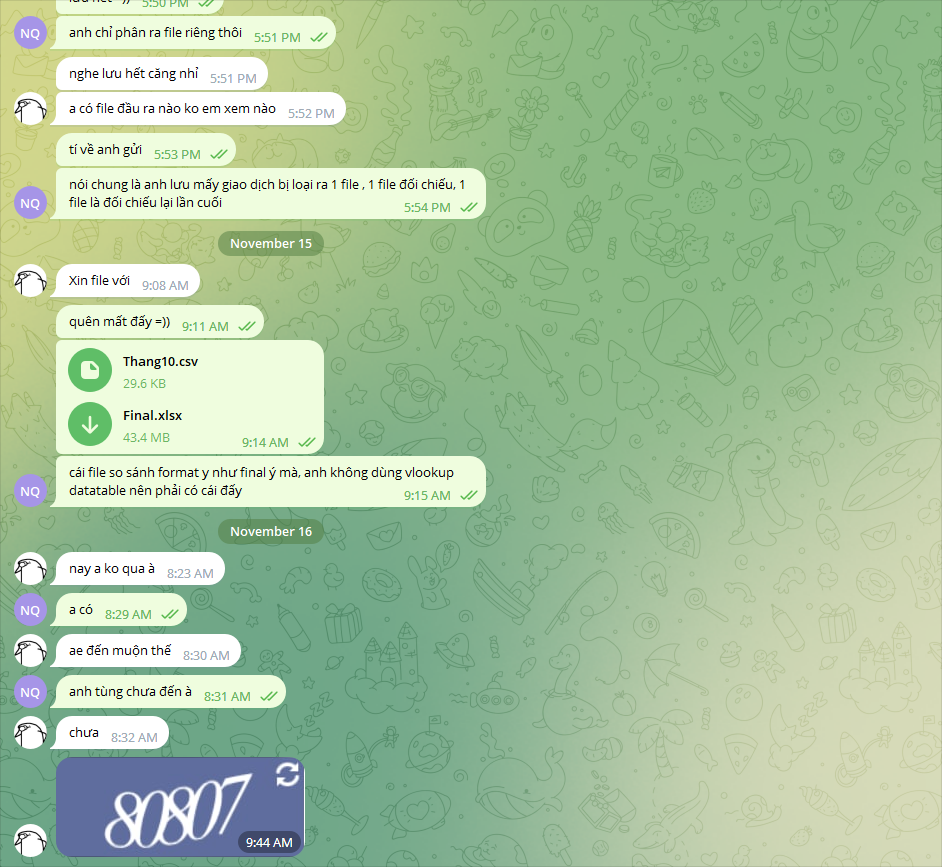 lưu hết =)) 5:50 PM
NQ
anh chỉ phân ra file riêng thôi 5:51 PM
nghe lưu hết căng nhỉ 5:51 PM
a có file đầu ra nào ko em xem nào 5:52 PM
tí về anh gửi 5:53 PM
nói chung là anh lưu mấy giao dịch bị loại ra 1 file , 1 file đối chiếu, 1
file là đối chiếu lại lần cuối
5:54 PM
NQ
November 15
Xin file với 9:08 AM
quên mất đấy =)) 9:11 AM
Thang10.csv
29.6 KB
Final.xlsx
43.4 MB
9:14 AM
cái file so sánh format y như final ý mà, anh không dùng vlookup
datatable nên phải có cái đấy
9:15 AM
NQ
November 16
nay a ko qua à 8:23 AM
NQ
a có 8:29 AM
ae đến muộn thế 8:30 AM
NQ
anh tùng chưa đến à 8:31 AM
chưa 8:32 AM
80807
9:44 AM